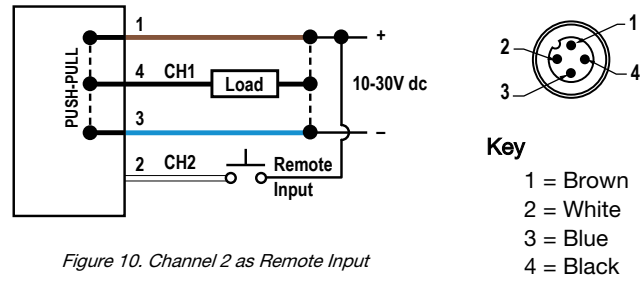 PUSH-PULL
1
+
4 CH1 Load
10-30V dc
3
–
2 CH2 Remote
Input
Figure 10. Channel 2 as Remote Input
1
2
4
3
Key
1 = Brown
2 = White
3 = Blue
4 = Black